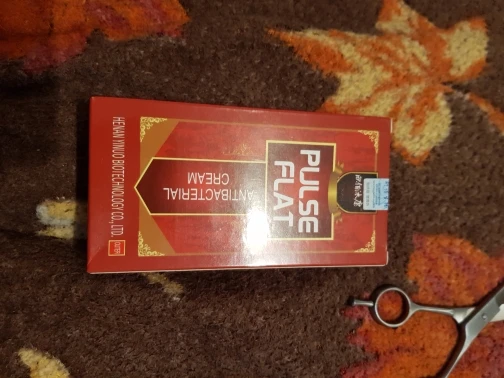 PULSE
FLAT
ANTIBACTERIAL
CREAM
HENAN YINUO BIOTECHNOLOGY CO., LTD.